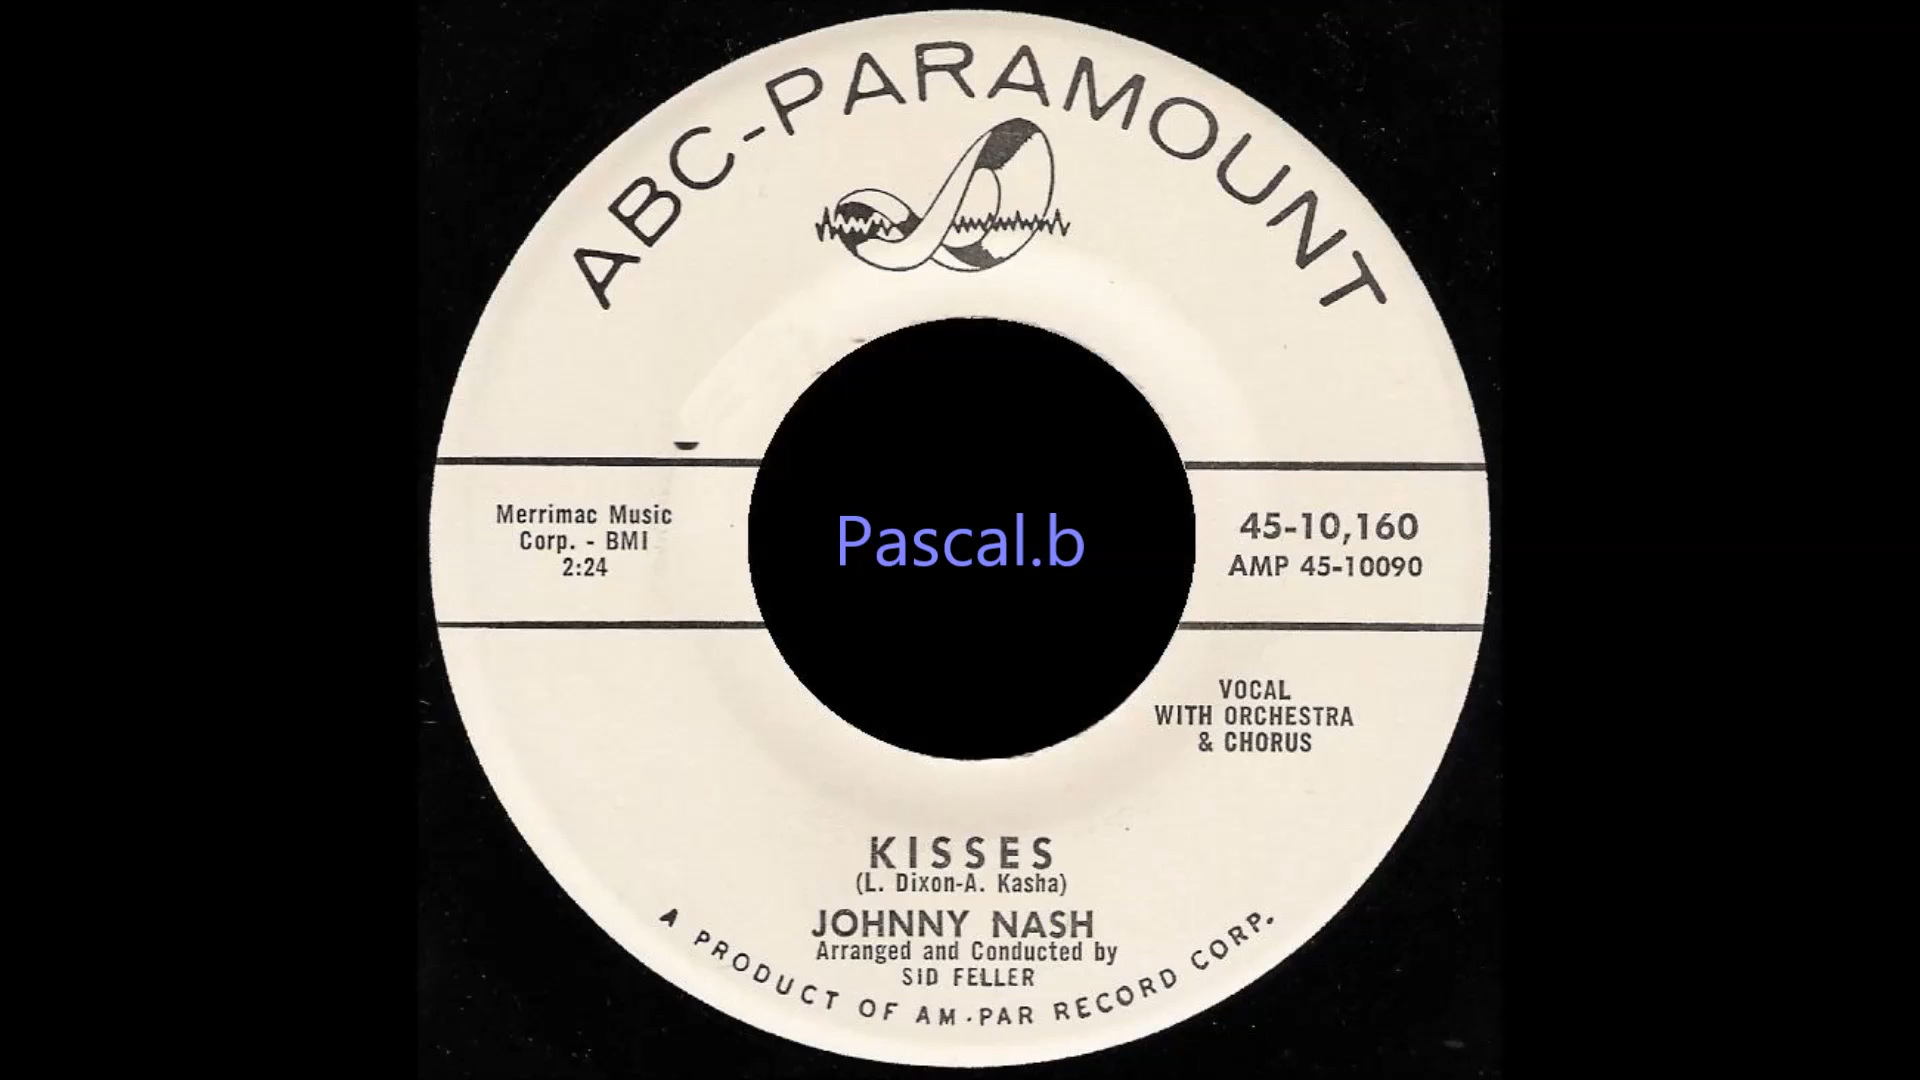 ABC-PARAMOUNT
Merrimac Music
Corp. - BMI
2:24
Pascal.b
45-10,160
AMP 45-10090
VOCAL
WITH ORCHESTRA
& CHORUS
KISSES
(L. Dixon-A. Kasha)
JOHNNY NASH
Arranged and Conducted by
SID FELLER
A PRODUCT OF AM-PAR RECORD CORP.